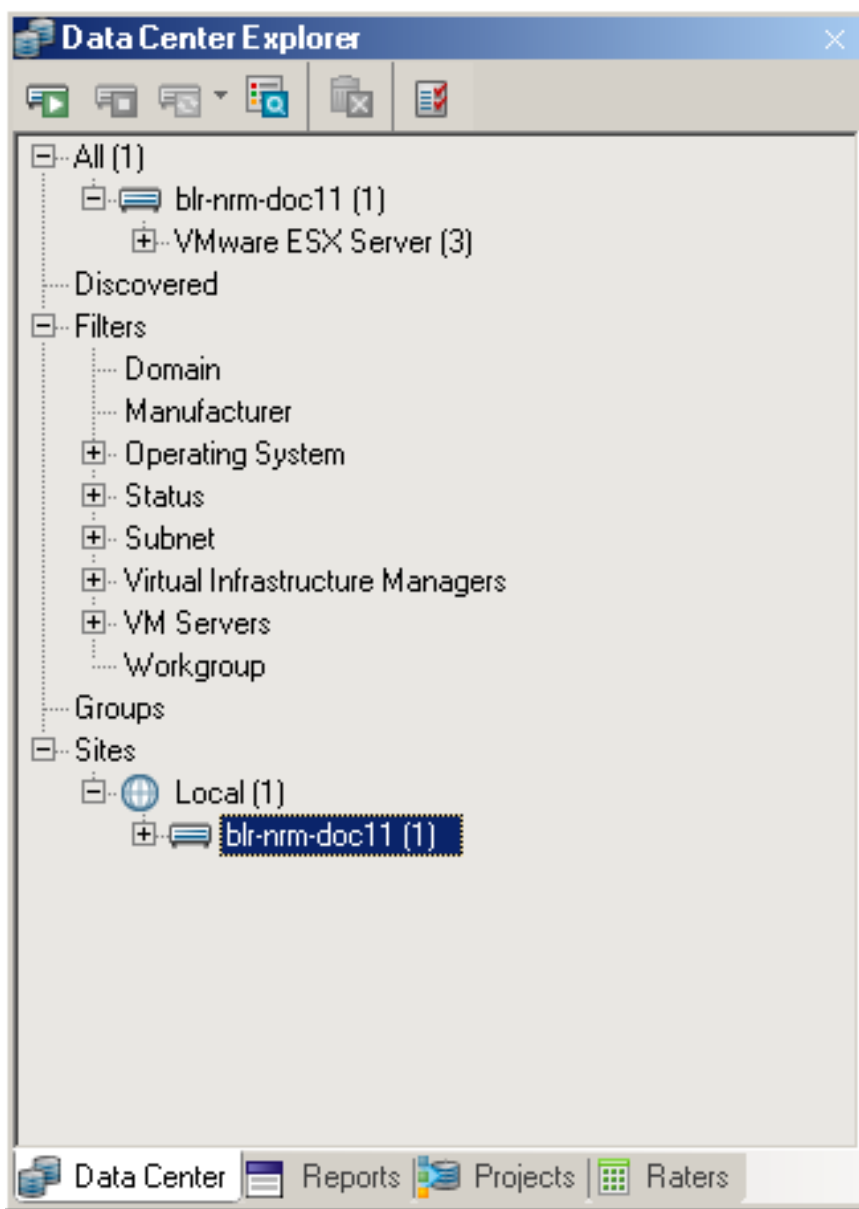 Data Center Explorer
All (1)
blr-nrm-doc11 (1)
VMware ESX Server (3)
Discovered
Filters
Domain
Manufacturer
Operating System
Status
Subnet
Virtual Infrastructure Managers
VM Servers
Workgroup
Groups
Sites
Local (1)
blr-nrm-doc11 (1)
Data Center Reports Projects Raters